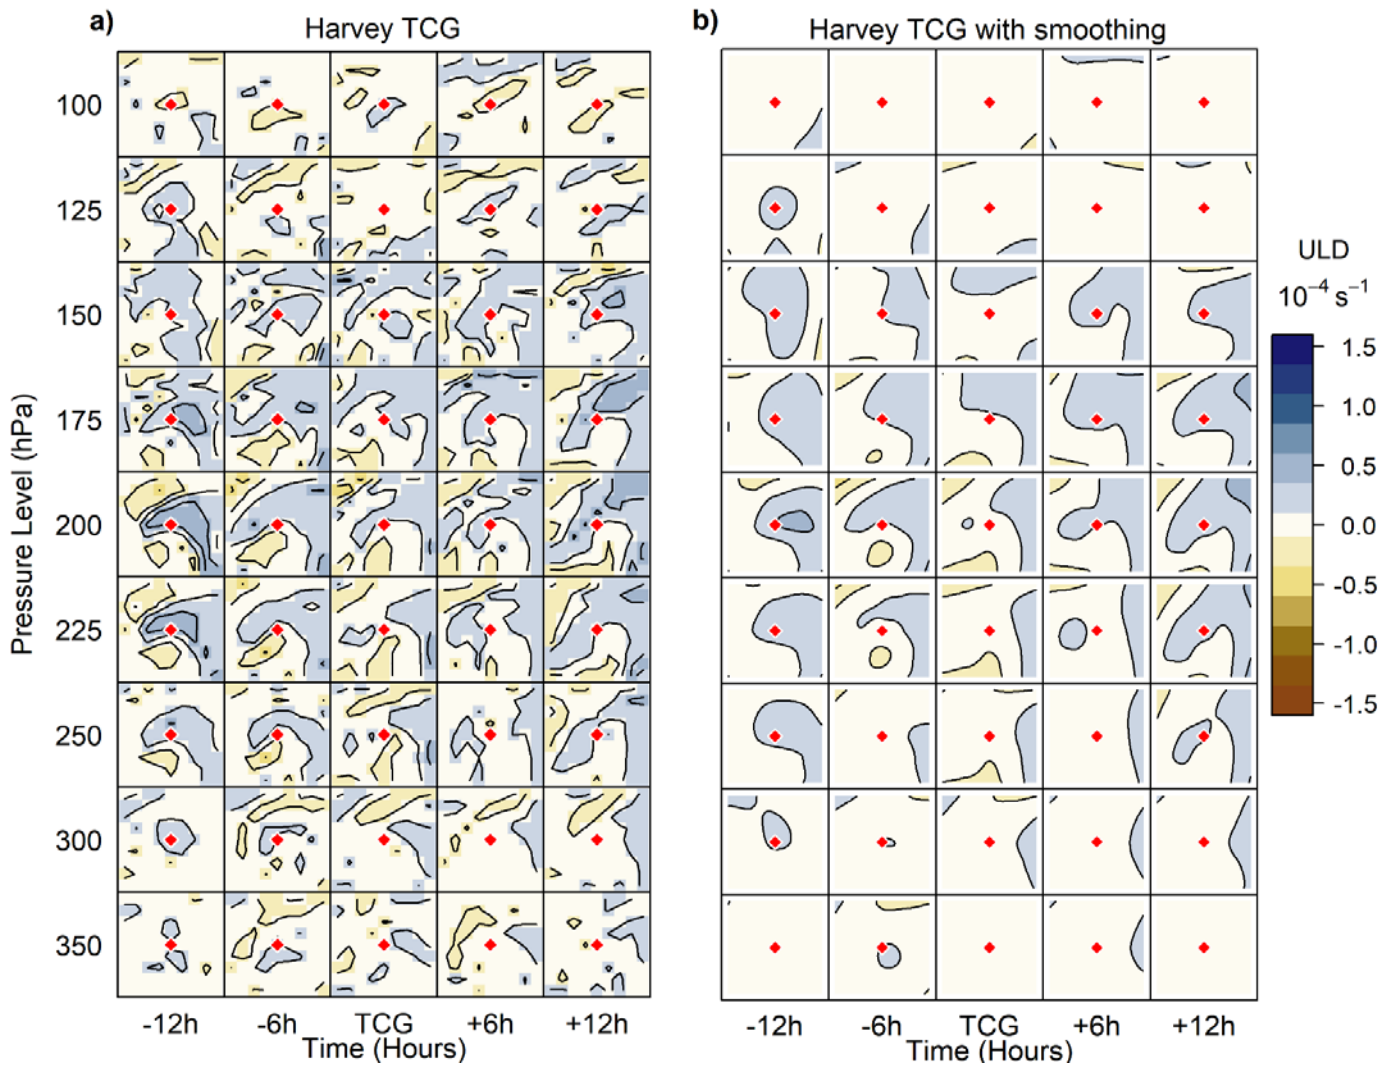 a) Harvey TCG
b) Harvey TCG with smoothing
Pressure Level (hPa)
100
125
150
175
200
225
250
300
350
-12h -6h TCG +6h +12h
Time (Hours)
-12h -6h TCG +6h +12h
Time (Hours)
ULD
10⁻⁴ s⁻¹
1.5
1.0
0.5
0.0
-0.5
-1.0
-1.5